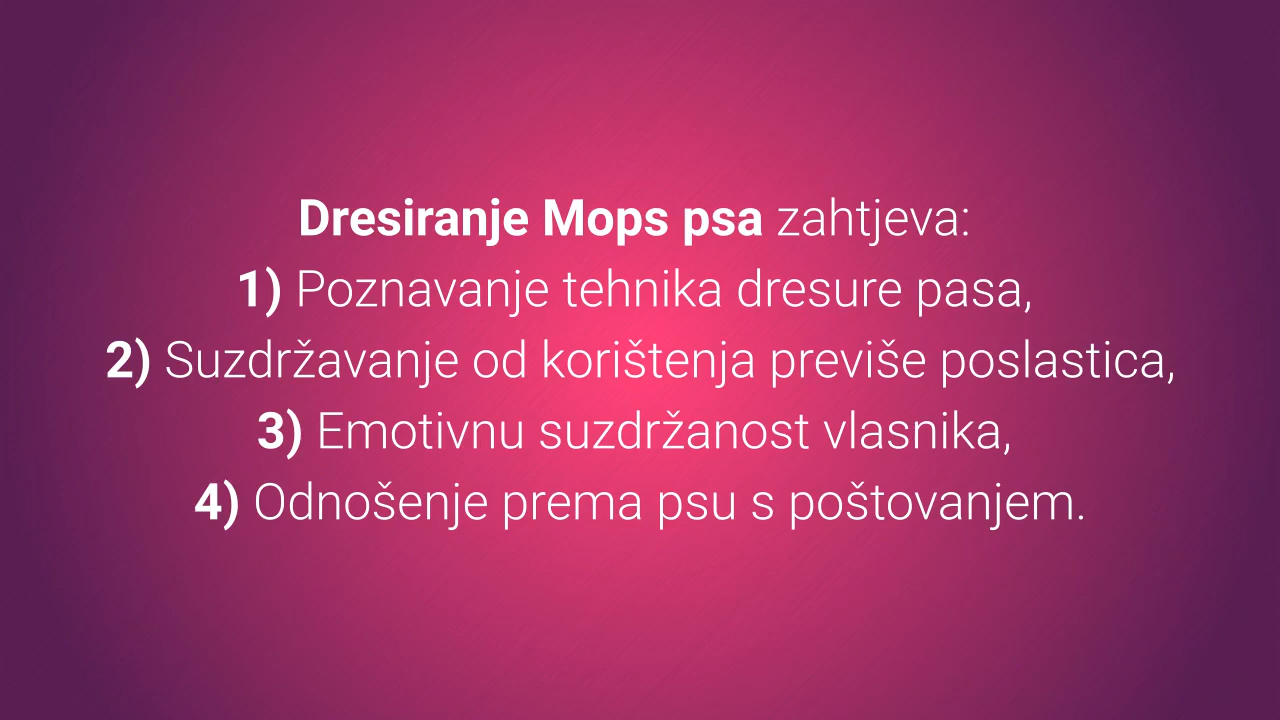 Dresiranje Mops psa zahtjeva:
1) Poznavanje tehnika dresure pasa,
2) Suzdržavanje od korištenja previše poslastica,
3) Emotivnu suzdržanost vlasnika,
4) Odnošenje prema psu s poštovanjem.